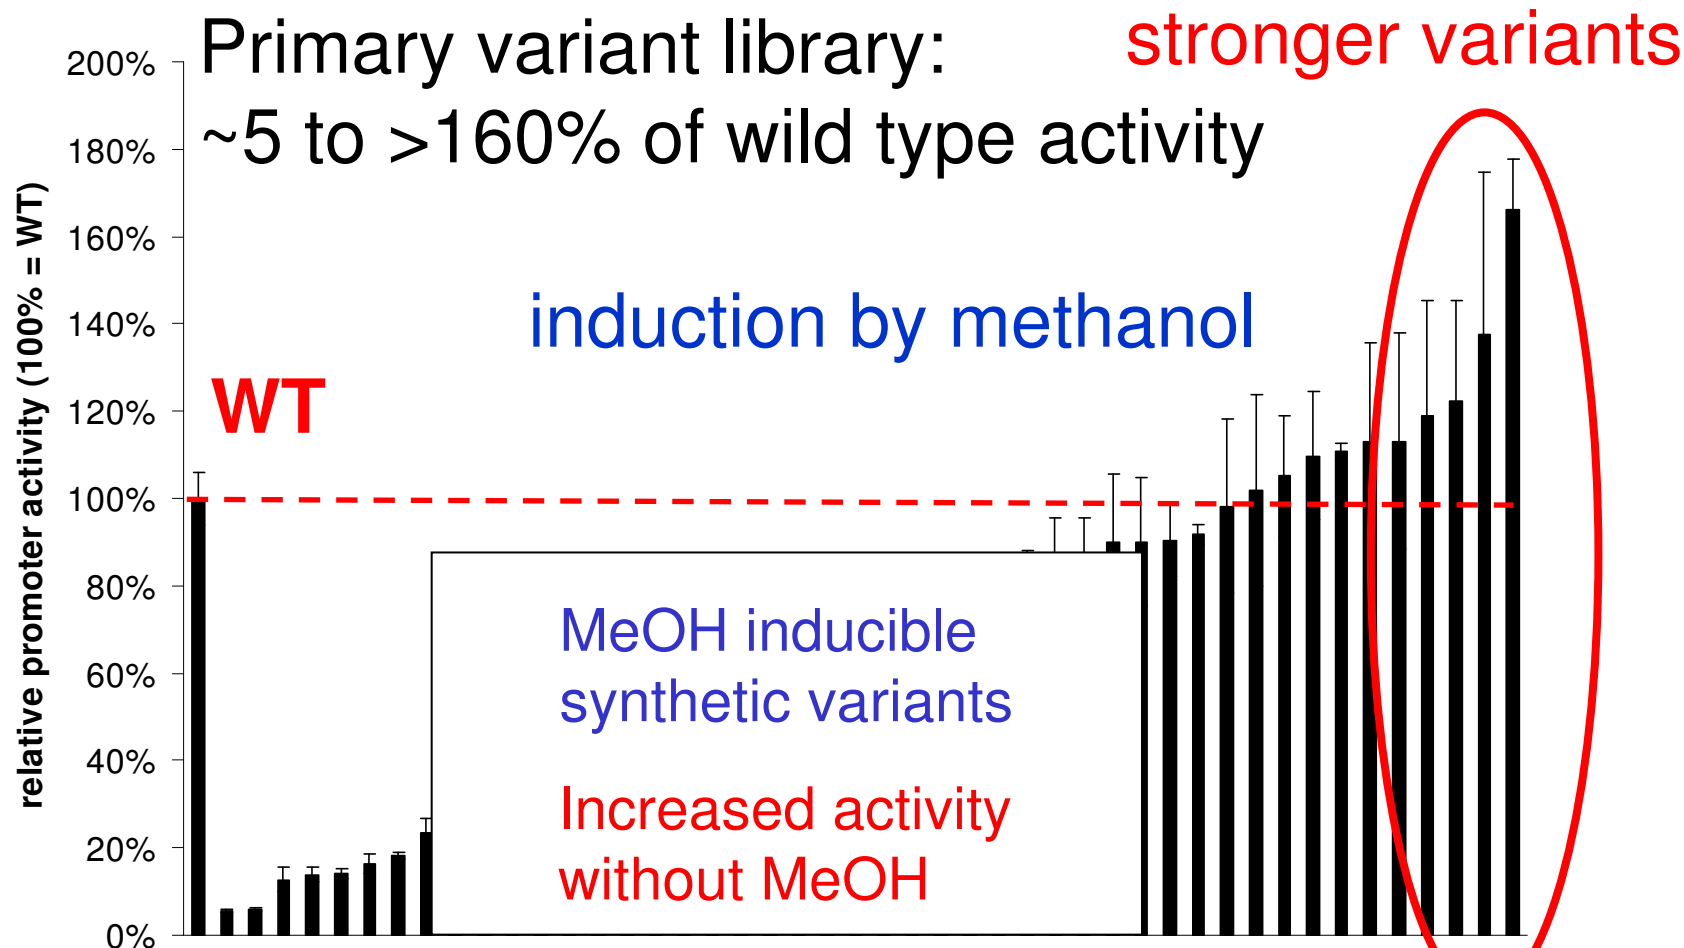 Primary variant library:
~5 to >160% of wild type activity
stronger variants
induction by methanol
WT
relative promoter activity (100% = WT)
200%
180%
160%
140%
120%
100%
80%
60%
40%
20%
0%
MeOH inducible
synthetic variants
Increased activity
without MeOH